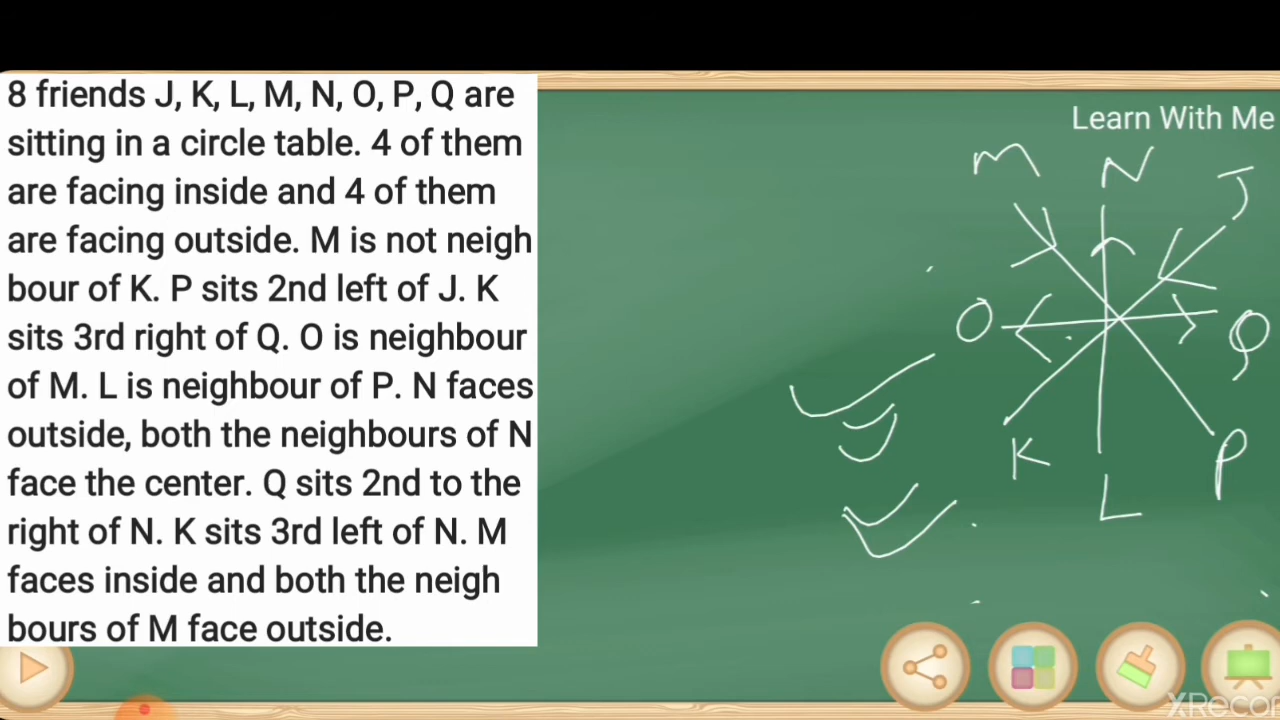 8 friends J, K, L, M, N, O, P, Q are
sitting in a circle table. 4 of them
are facing inside and 4 of them
are facing outside. M is not neigh
bour of K. P sits 2nd left of J. K
sits 3rd right of Q. O is neighbour
of M. L is neighbour of P. N faces
outside, both the neighbours of N
face the center. Q sits 2nd to the
right of N. K sits 3rd left of N. M
faces inside and both the neigh
bours of M face outside.
Learn With Me
M N J
O Q
K L P
XRecor